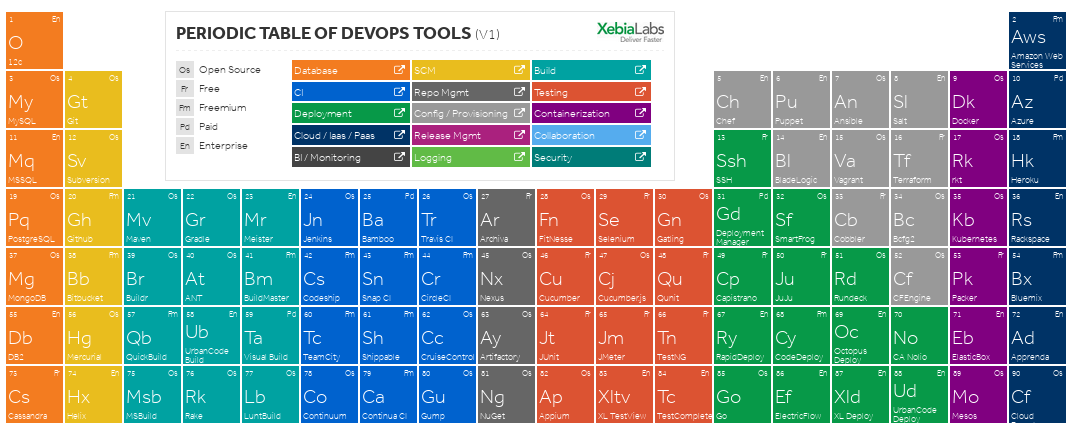 PERIODIC TABLE OF DEVOPS TOOLS (V1)
XebiaLabs
Deliver Faster
Os Open Source
Fr Free
Fm Freemium
Pd Paid
En Enterprise
Database SCM Build
CI Repo Mgmt Testing
Deployment Config / Provisioning Containerization
Cloud / Iaas / Paas Release Mgmt Collaboration
BI / Monitoring Logging Security
1 En 2 Fm
O Aws
12c Amazon Web
Services
3 Os 4 Os 5 En 6 En 7 Os 8 En 9 Os 10 Pd
My Gt Ch Pu An Sl Dk Az
MySQL Git Chef Puppet Ansible Salt Docker Azure
11 En 12 Os 13 Fr 14 En 15 Os 16 Fr 17 Os 18 Fm
Mq Sv Ssh Bl Va Tf Rk Hk
MSSQL Subversion SSH BladeLogic Vagrant Terraform rkt Heroku
19 Os 20 Fm 21 Os 22 Os 23 En 24 Os 25 Pd 26 Os 27 Fr 28 Os 29 Fr 30 Os 31 Pd 32 Os 33 Fr 34 Os 35 Os 36 En
Pq Gh Mv Gr Mr Jn Ba Tr Ar Fn Se Gn Gd Sf Cb Bc Kb Rs
PostgreSQL Github Maven Gradle Meister Jenkins Bamboo Travis CI Archiva FitNesse Selenium Gatling Deployment SmartFrog Cobbler Bcfg2 Kubernetes Rackspace
Manager
37 Os 38 Fm 39 Os 40 Os 41 Fm 42 Fm 43 Fm 44 Fm 45 Os 46 Fr 47 Os 48 Fr 49 Fr 50 Fr 51 Os 52 Os 53 Fr 54 Fm
Mg Bb Br At Bm Cs Sn Cr Nx Cu Cj Qu Cp Ju Rd Cf Pk Bx
MongoDB Bitbucket Buildr ANT BuildMaster Codeship Snap CI CircleCI Nexus Cucumber Cucumber.js Qunit Capistrano JuJu Rundeck CFEngine Packer Bluemix
55 En 56 Os 57 Fm 58 En 59 Pd 60 Fm 61 Fm 62 Os 63 Os 64 Fr 65 Fr 66 Fr 67 En 68 Fm 69 En 70 En 71 En 72 En
Db Hg Qb Ub Ta Tc Sh Cc Ay Jt Jm Tn Ry Cy Oc No Eb Ad
DB2 Mercurial QuickBuild UrbanCode Visual Build TeamCity Shippable CruiseControl Artifactory JUnit JMeter TestNG RapidDeploy CodeDeploy Octopus CA Nolio ElasticBox Apprenda
Build Deploy
73 Fr 74 En 75 Os 76 Os 77 Os 78 Os 79 En 80 Os 81 Os 82 Os 83 En 84 En 85 Os 86 En 87 En 88 En 89 Os 90 Os
Cs Hx Msb Rk Lb Co Ca Gu Ng Ap Xltv Tc Go Ef Xld Ud Mo Cf
Cassandra Helix MSBuild Rake LuntBuild Continuum Continua CI Gump NuGet Appium XL TestView TestComplete Go ElectricFlow XL Deploy UrbanCode Mesos Cloud
Deploy